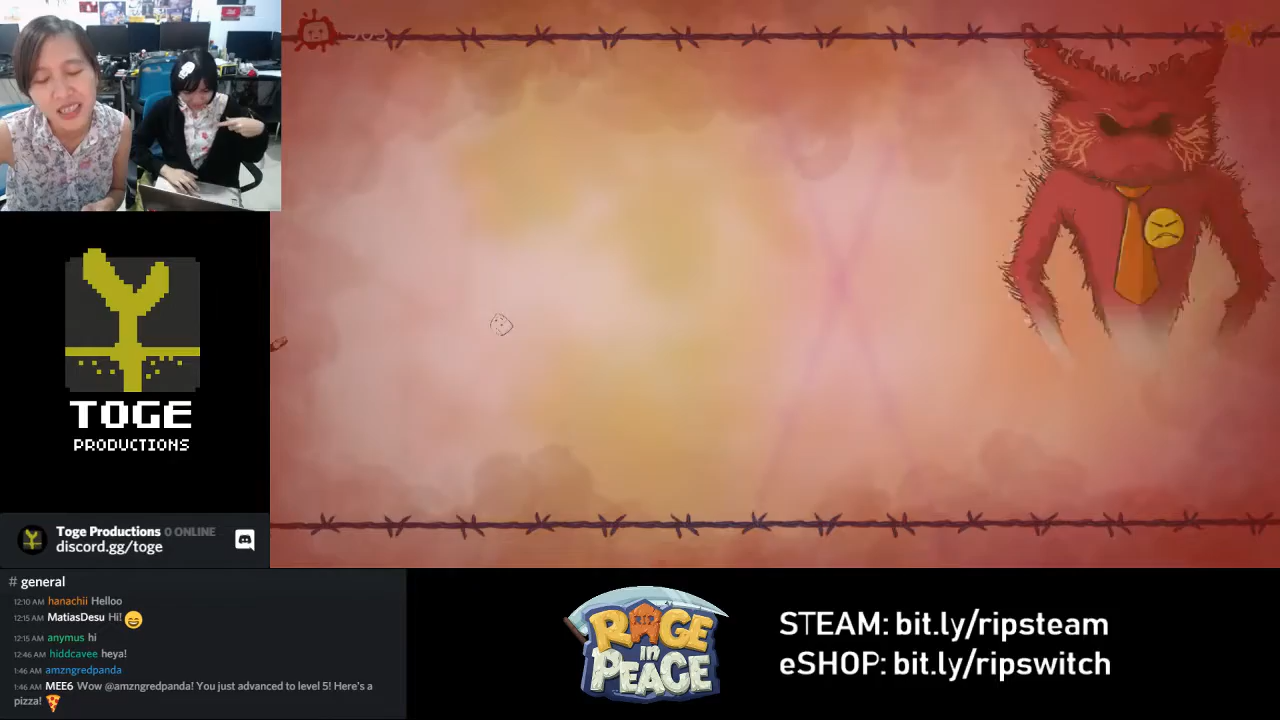 TOGE
PRODUCTIONS
Toge Productions 0 ONLINE
discord.gg/toge
# general
12:10 AM hanachii Helloo
12:15 AM MatiasDesu Hi!
12:15 AM anymus hi
12:46 AM hiddcavee heya!
1:46 AM amzngredpanda
1:46 AM MEE6 Wow @amzngredpanda! You just advanced to level 5! Here's a
pizza!
RIP
RAGE
in
PEACE
STEAM: bit.ly/ripsteam
eSHOP: bit.ly/ripswitch